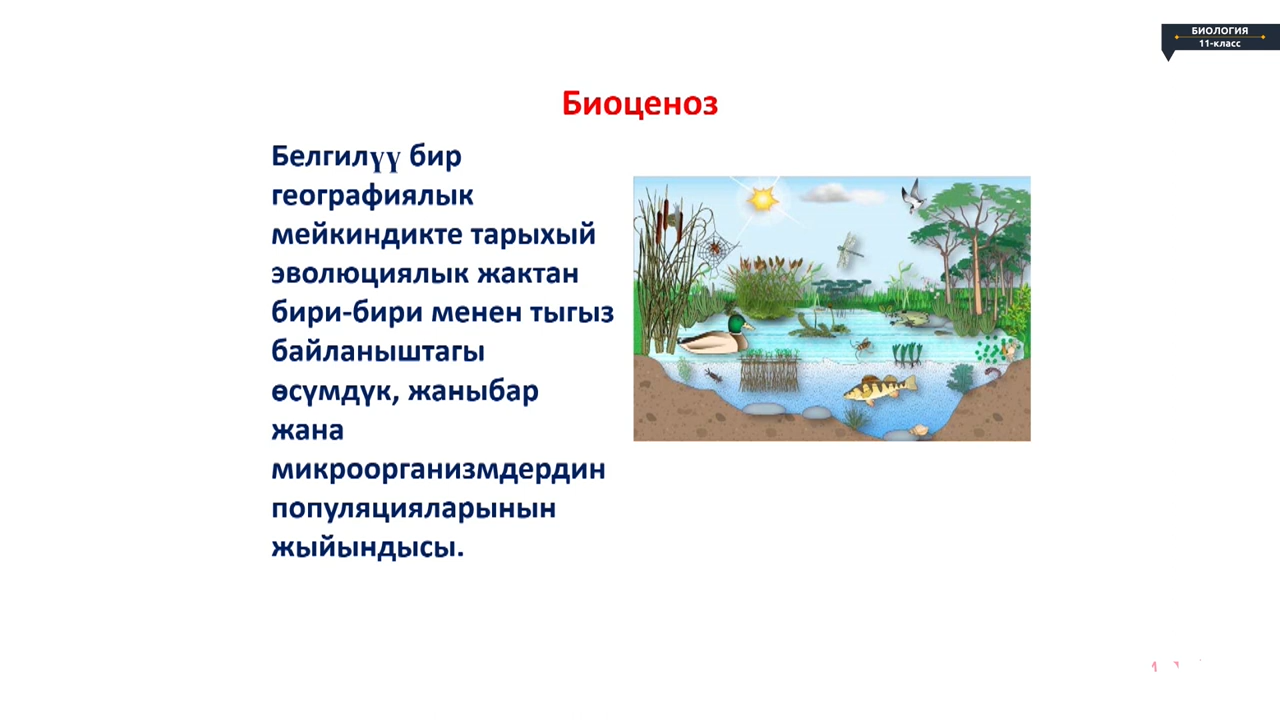 БИОЛОГИЯ
11-класс
Биоценоз
Белгилүү бир
географиялык
мейкиндикте тарыхый
эволюциялык жактан
бири-бири менен тыгыз
байланыштагы
өсүмдүк, жаныбар
жана
микроорганизмдердин
популяцияларынын
жыйындысы.